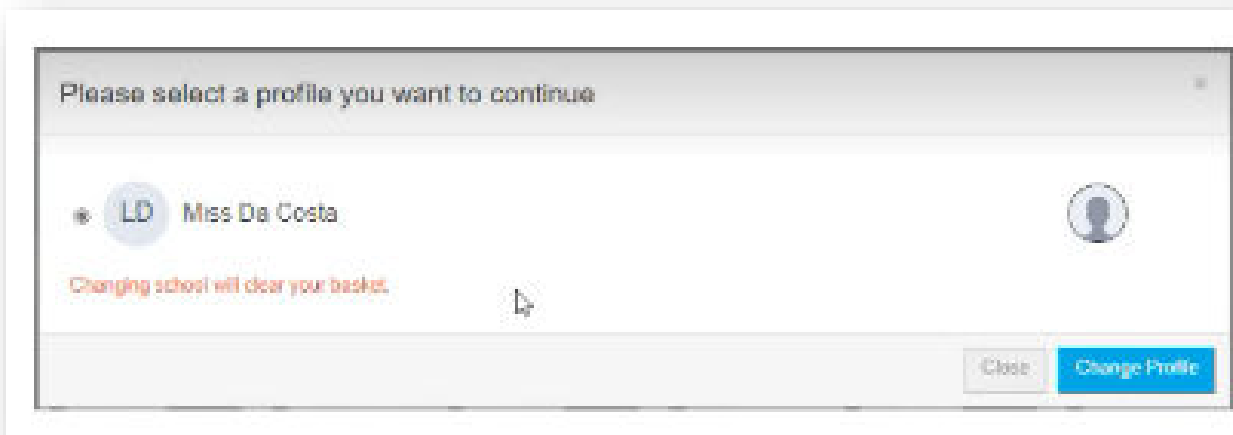 Please select a profile you want to continue
LD Miss Da Costa
Changing school will clear your basket.
Close Change Profile